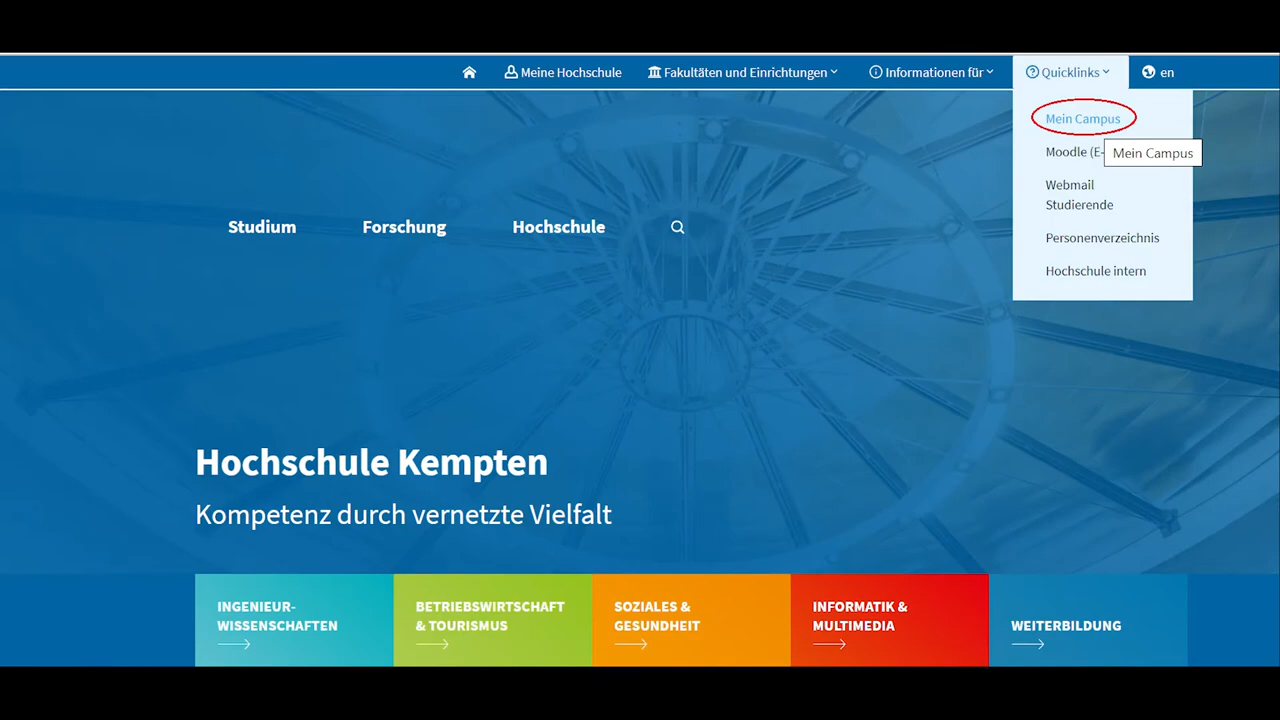 Meine Hochschule
Fakultäten und Einrichtungen
Informationen für
Quicklinks
en
Mein Campus
Moodle (E-
Mein Campus
Webmail
Studierende
Personenverzeichnis
Hochschule intern
Studium
Forschung
Hochschule
Hochschule Kempten
Kompetenz durch vernetzte Vielfalt
INGENIEUR-
WISSENSCHAFTEN
BETRIEBSWIRTSCHAFT
& TOURISMUS
SOZIALES &
GESUNDHEIT
INFORMATIK &
MULTIMEDIA
WEITERBILDUNG